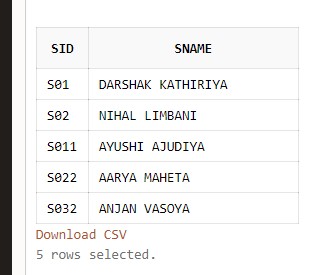 SID SNAME
S01 DARSHAK KATHIRIYA
S02 NIHAL LIMBANI
S011 AYUSHI AJUDIYA
S022 AARYA MAHETA
S032 ANJAN VASOYA
Download CSV
5 rows selected.